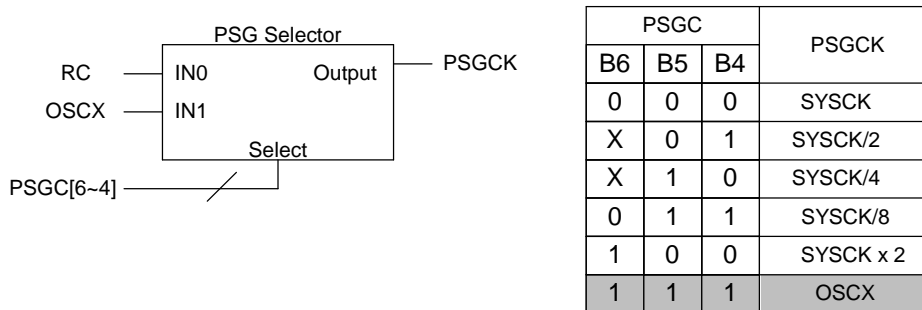 PSG Selector
RC IN0 Output PSGCK
OSCX IN1
Select
PSGC[6~4]
PSGC PSGCK
B6 B5 B4
0 0 0 SYSCK
X 0 1 SYSCK/2
X 1 0 SYSCK/4
0 1 1 SYSCK/8
1 0 0 SYSCK x 2
1 1 1 OSCX